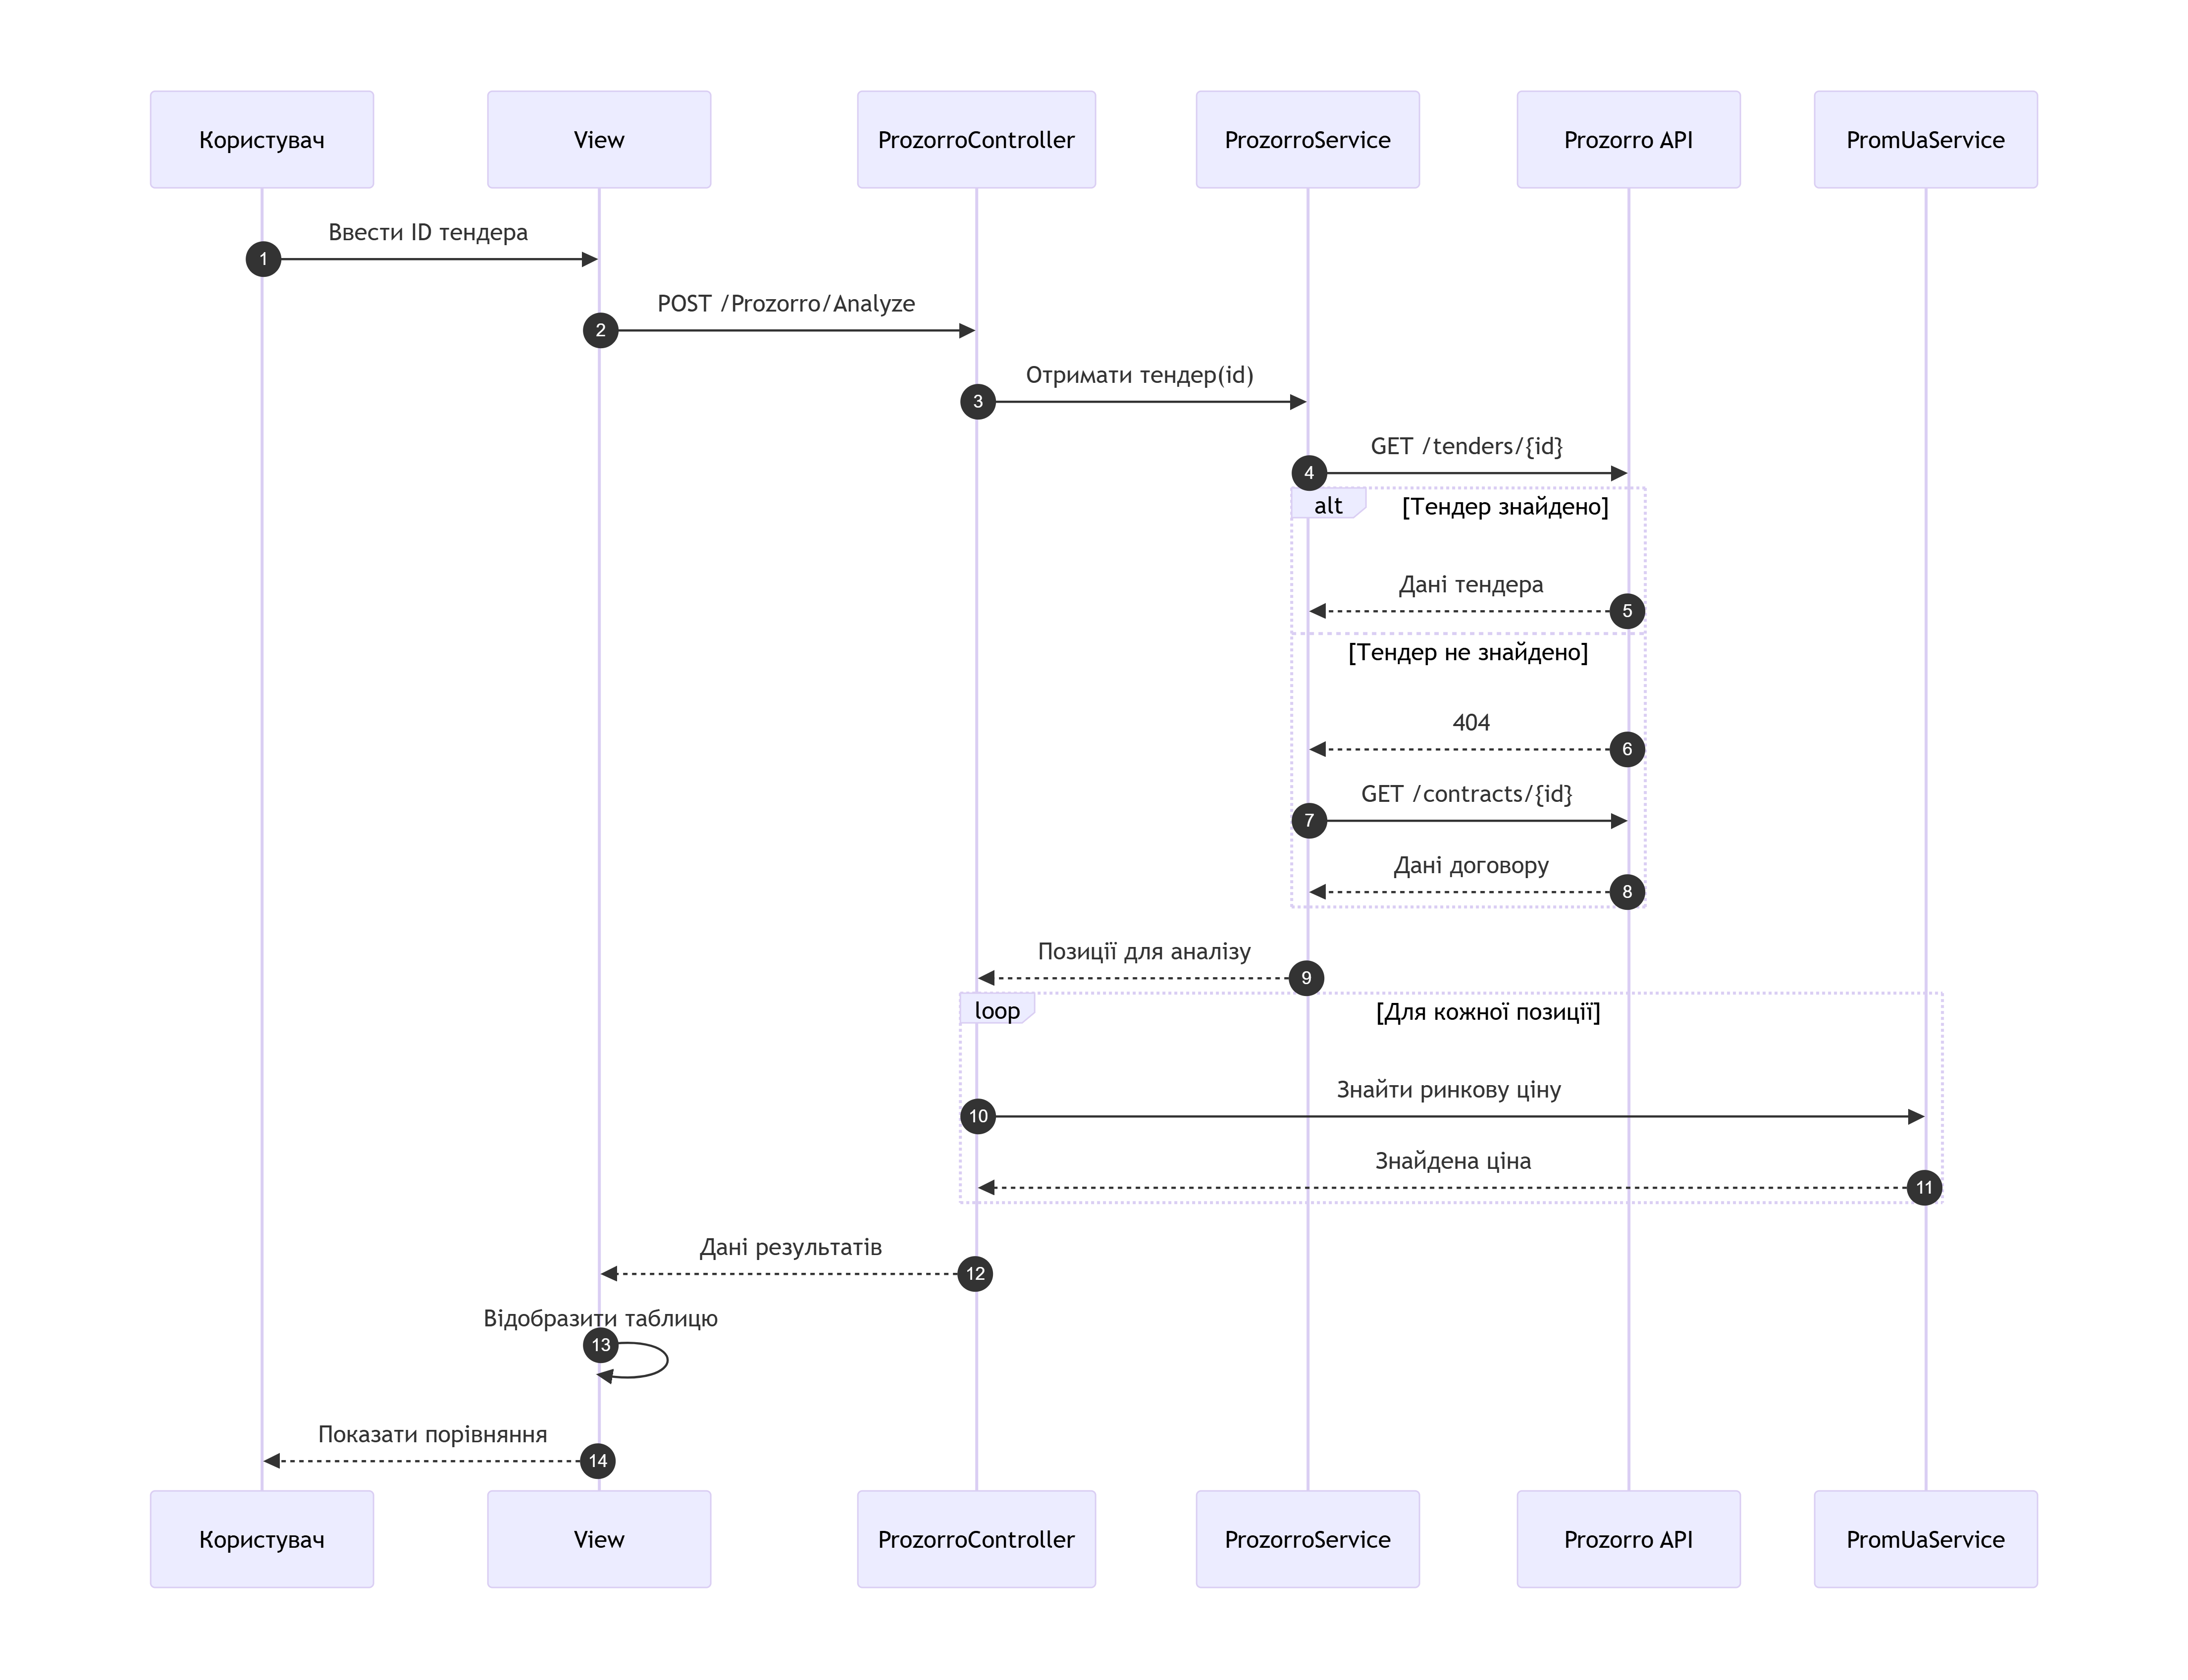 Користувач
View
ProzorroController
ProzorroService
Prozorro API
PromUaService
Ввести ID тендера
1
POST /Prozorro/Analyze
2
Отримати тендер(id)
3
GET /tenders/{id}
4
alt
[Тендер знайдено]
Дані тендера
5
[Тендер не знайдено]
404
6
GET /contracts/{id}
7
Дані договору
8
Позиції для аналізу
9
loop
[Для кожної позиції]
Знайти ринкову ціну
10
Знайдена ціна
11
Дані результатів
12
Відобразити таблицю
13
Показати порівняння
14
Користувач
View
ProzorroController
ProzorroService
Prozorro API
PromUaService